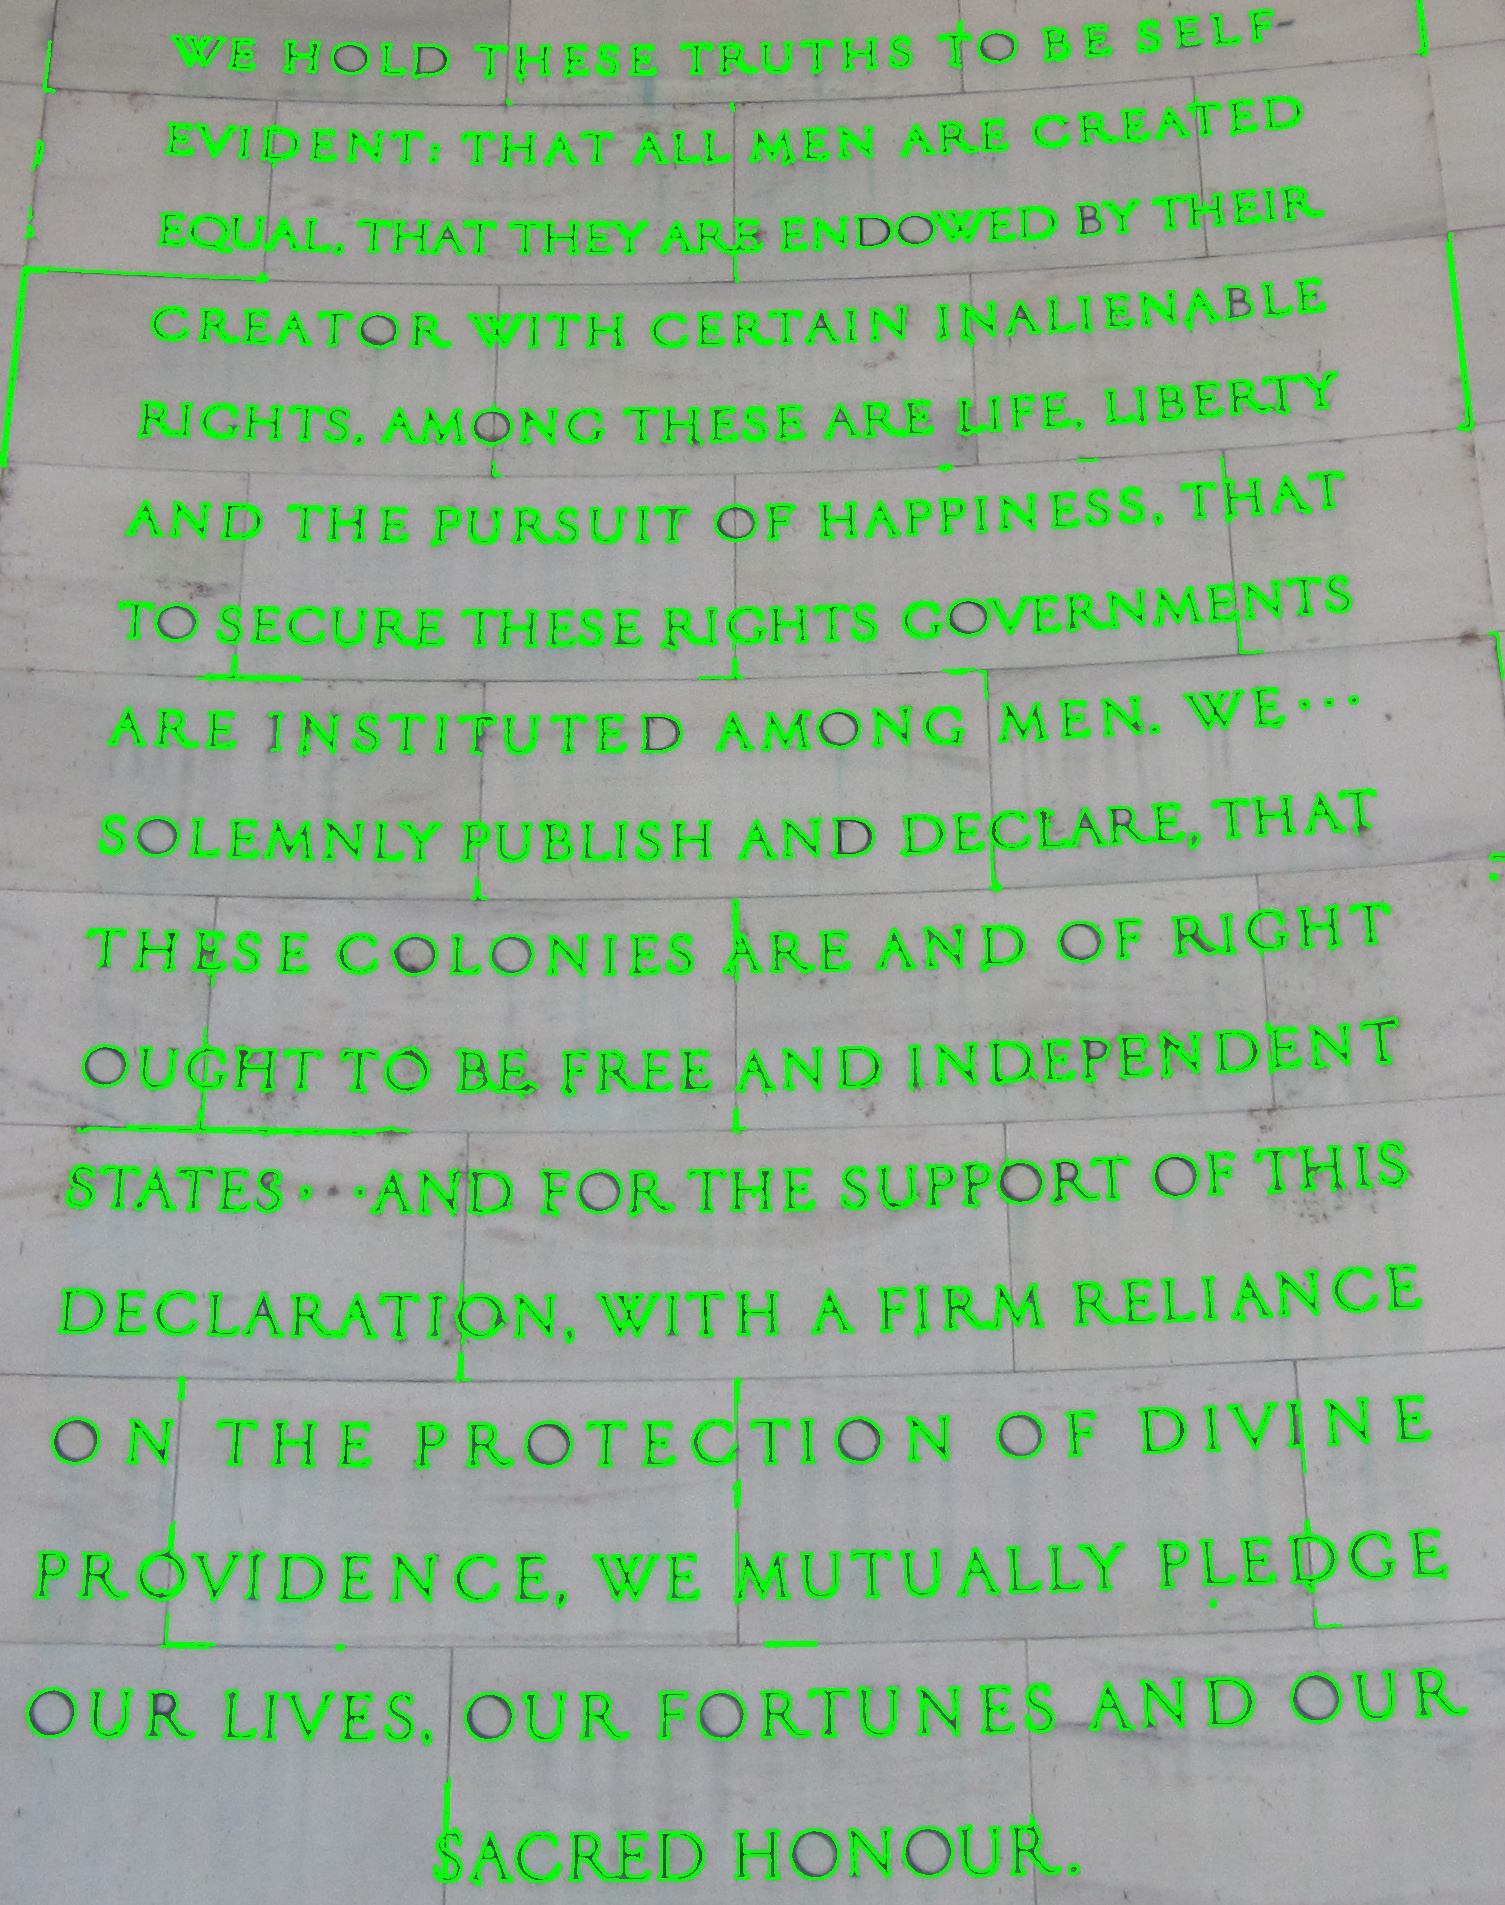 WE HOLD THESE TRUTHS TO BE SELF-
EVIDENT: THAT ALL MEN ARE CREATED
EQUAL, THAT THEY ARE ENDOWED BY THEIR
CREATOR WITH CERTAIN INALIENABLE
RIGHTS, AMONG THESE ARE LIFE, LIBERTY
AND THE PURSUIT OF HAPPINESS, THAT
TO SECURE THESE RIGHTS GOVERNMENTS
ARE INSTITUTED AMONG MEN. WE···
SOLEMNLY PUBLISH AND DECLARE, THAT
THESE COLONIES ARE AND OF RIGHT
OUGHT TO BE FREE AND INDEPENDENT
STATES···AND FOR THE SUPPORT OF THIS
DECLARATION, WITH A FIRM RELIANCE
ON THE PROTECTION OF DIVINE
PROVIDENCE, WE MUTUALLY PLEDGE
OUR LIVES, OUR FORTUNES AND OUR
SACRED HONOUR.